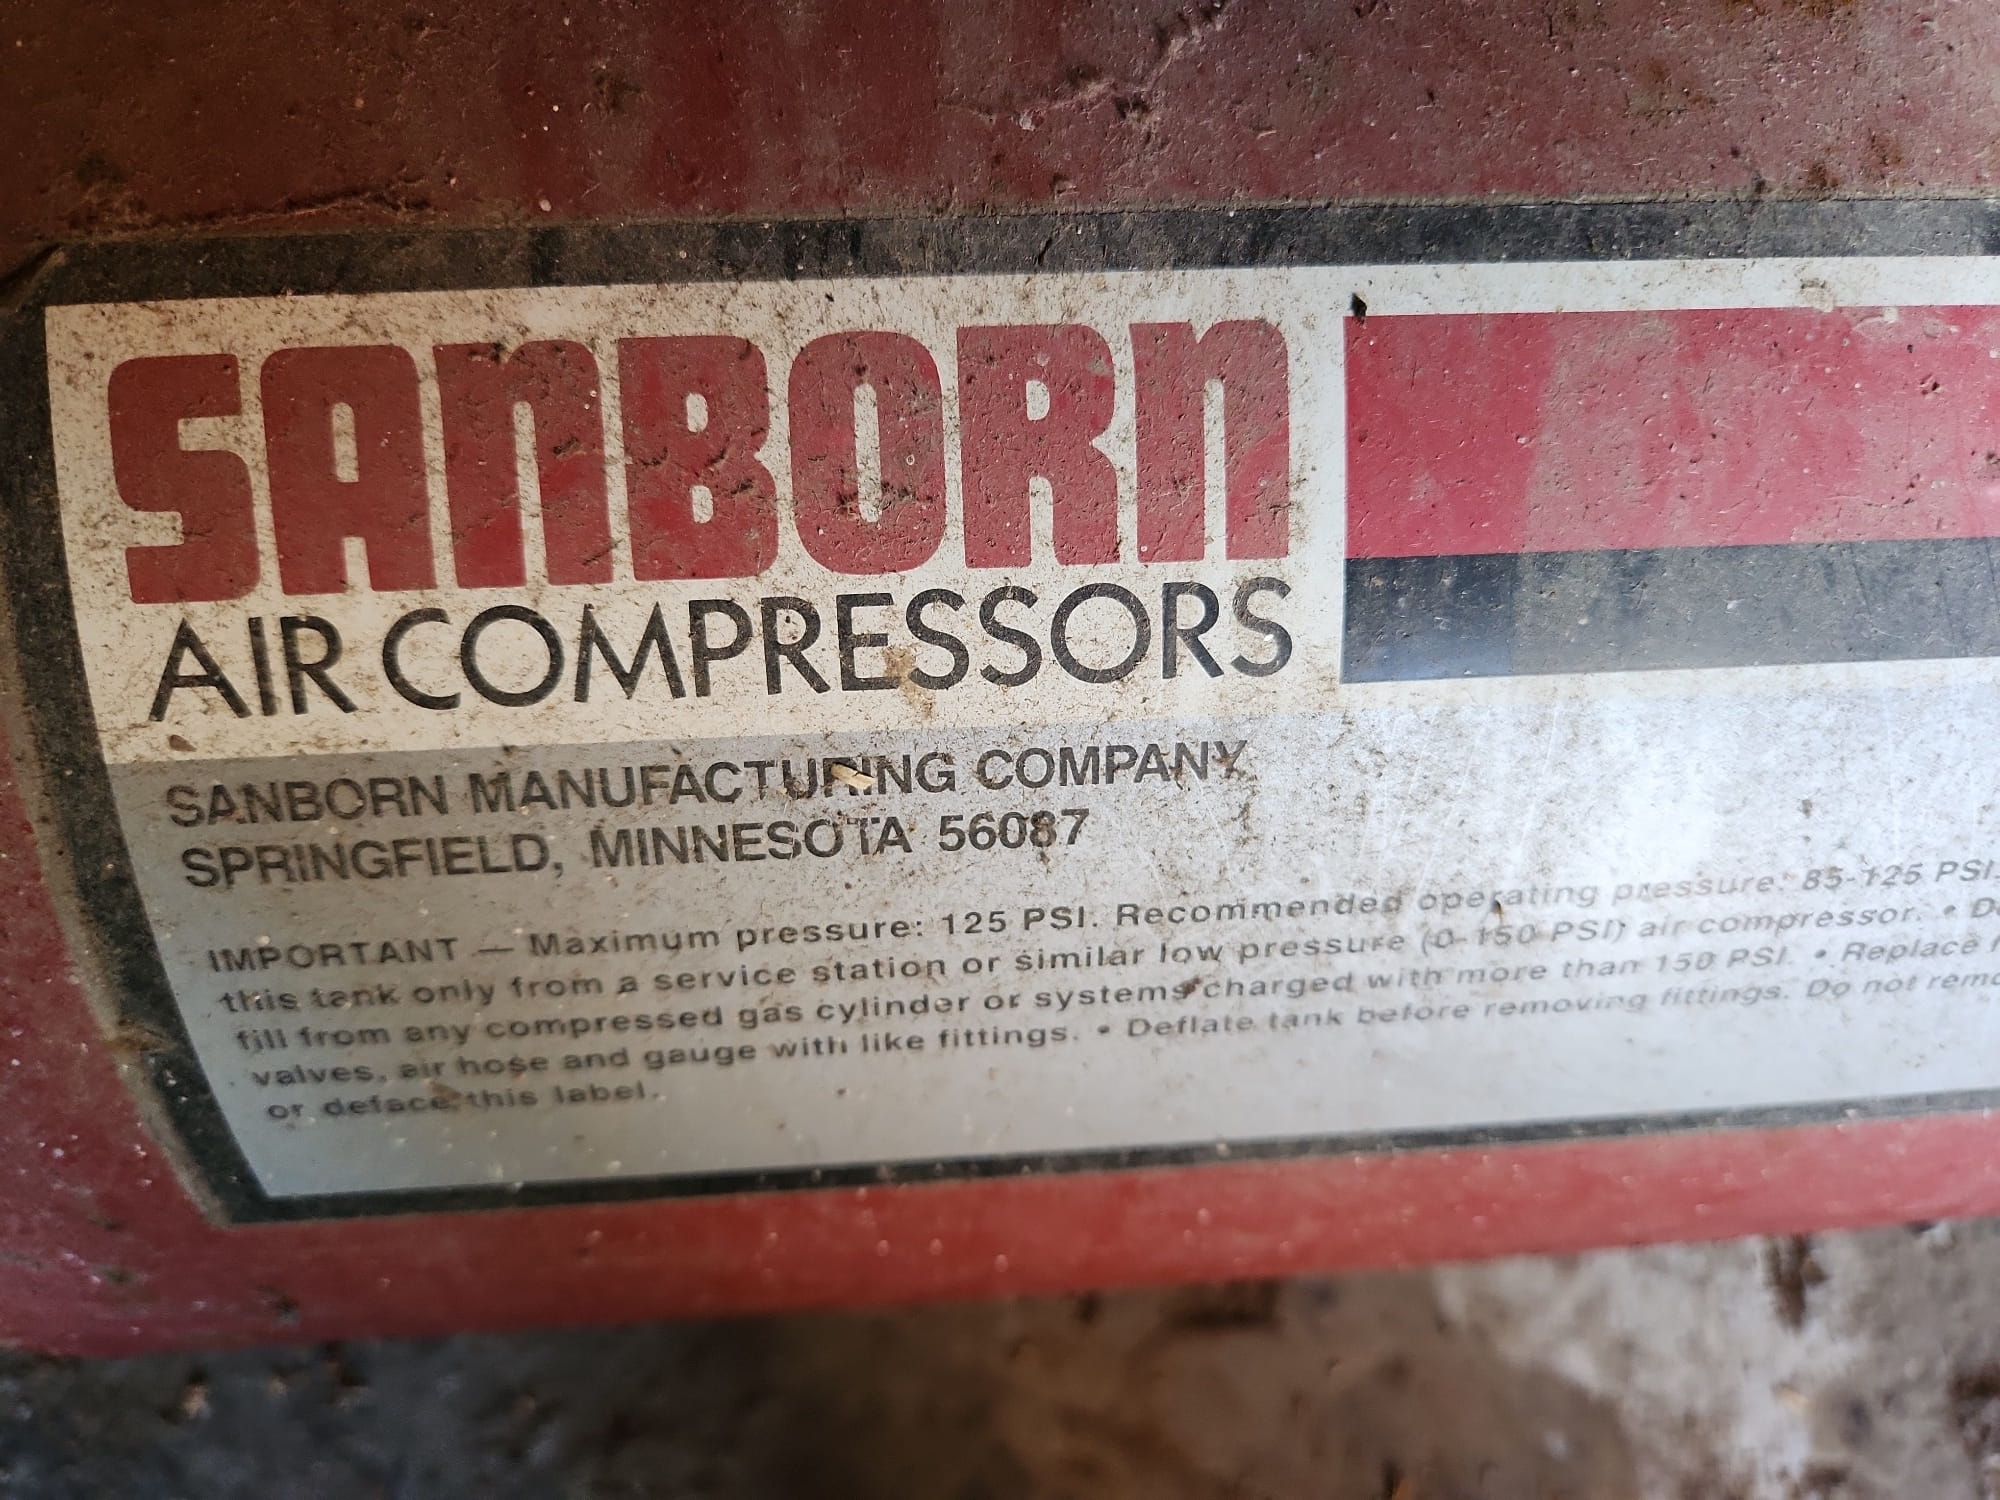 SANBORN
AIR COMPRESSORS
SANBORN MANUFACTURING COMPANY
SPRINGFIELD, MINNESOTA 56087
IMPORTANT — Maximum pressure: 125 PSI. Recommended operating pressure: 85-125 PSI.
this tank only from a service station or similar low pressure (0-150 PSI) air compressor. •
fill from any compressed gas cylinder or systems charged with more than 150 PSI. • Replace
valves, air hose and gauge with like fittings. • Deflate tank before removing fittings. Do not
or deface this label.